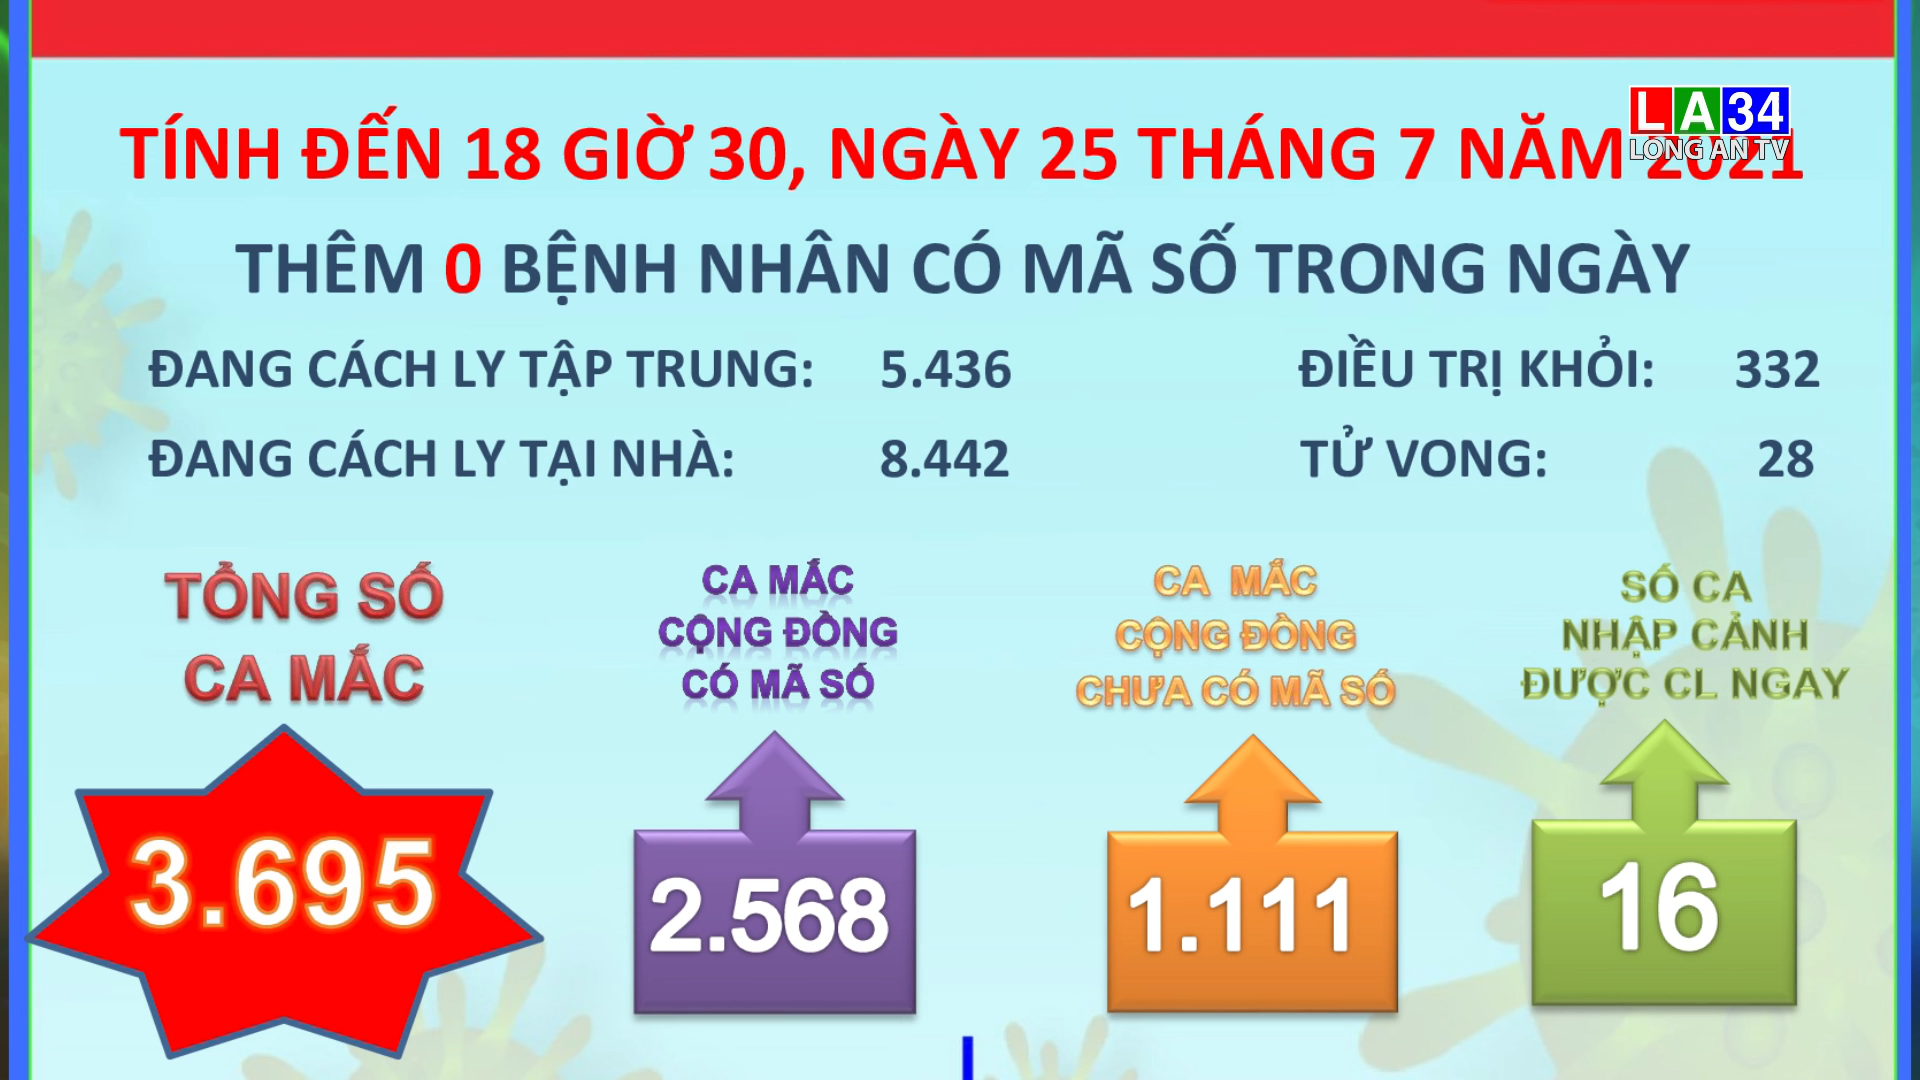 LA34
LONG AN TV
TÍNH ĐẾN 18 GIỜ 30, NGÀY 25 THÁNG 7 NĂM 2021
THÊM 0 BỆNH NHÂN CÓ MÃ SỐ TRONG NGÀY
ĐANG CÁCH LY TẬP TRUNG: 5.436
ĐIỀU TRỊ KHỎI: 332
ĐANG CÁCH LY TẠI NHÀ: 8.442
TỬ VONG: 28
TỔNG SỐ
CA MẮC
3.695
CA MẮC
CỘNG ĐỒNG
CÓ MÃ SỐ
2.568
CA MẮC
CỘNG ĐỒNG
CHƯA CÓ MÃ SỐ
1.111
SỐ CA
NHẬP CẢNH
ĐƯỢC CL NGAY
16